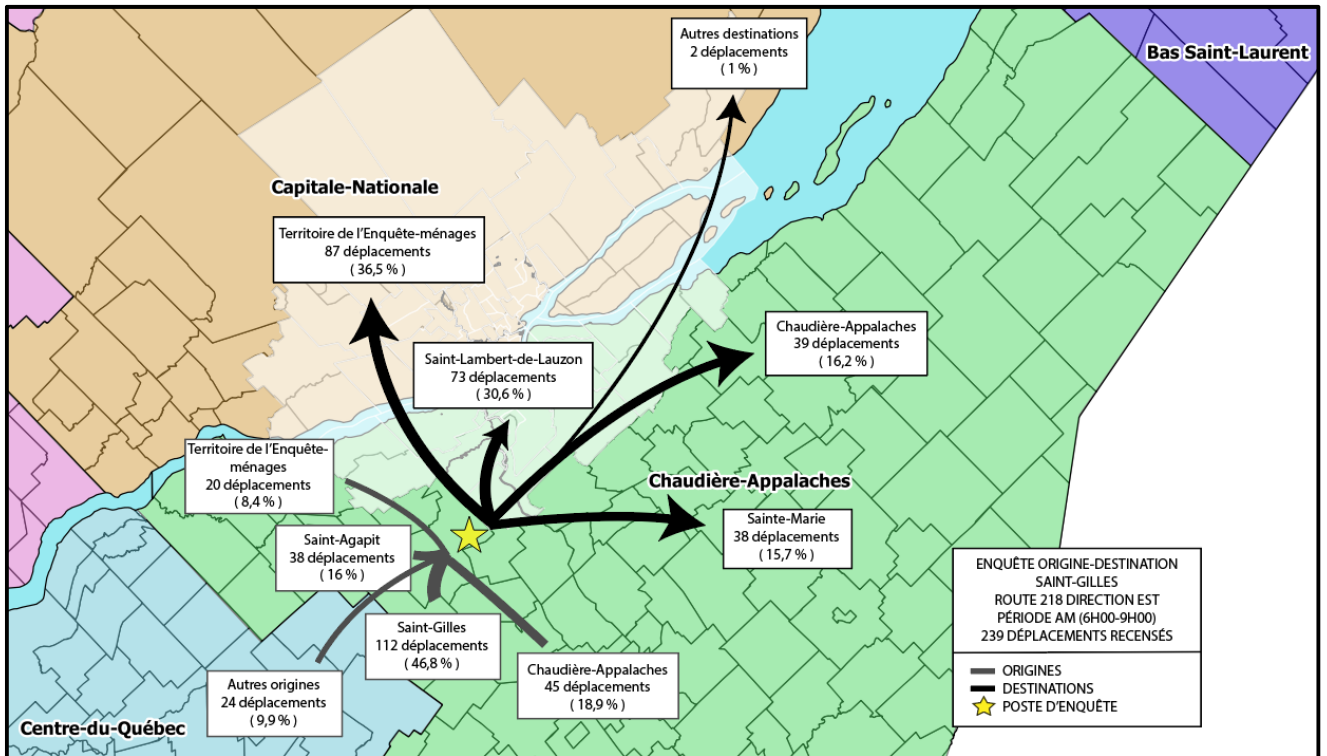 Autres destinations
2 déplacements
( 1 % )
Bas Saint-Laurent
Capitale-Nationale
Territoire de l’Enquête-ménages
87 déplacements
( 36,5 % )
Chaudière-Appalaches
39 déplacements
( 16,2 % )
Saint-Lambert-de-Lauzon
73 déplacements
( 30,6 % )
Territoire de l’Enquête-
ménages
20 déplacements
( 8,4 % )
Chaudière-Appalaches
Sainte-Marie
38 déplacements
( 15,7 % )
Saint-Agapit
38 déplacements
( 16 % )
Saint-Gilles
112 déplacements
( 46,8 % )
Chaudière-Appalaches
45 déplacements
( 18,9 % )
Autres origines
24 déplacements
( 9,9 % )
Centre-du-Québec
ENQUÊTE ORIGINE-DESTINATION
SAINT-GILLES
ROUTE 218 DIRECTION EST
PÉRIODE AM (6H00-9H00)
239 DÉPLACEMENTS RECENSÉS
ORIGINES
DESTINATIONS
POSTE D’ENQUÊTE